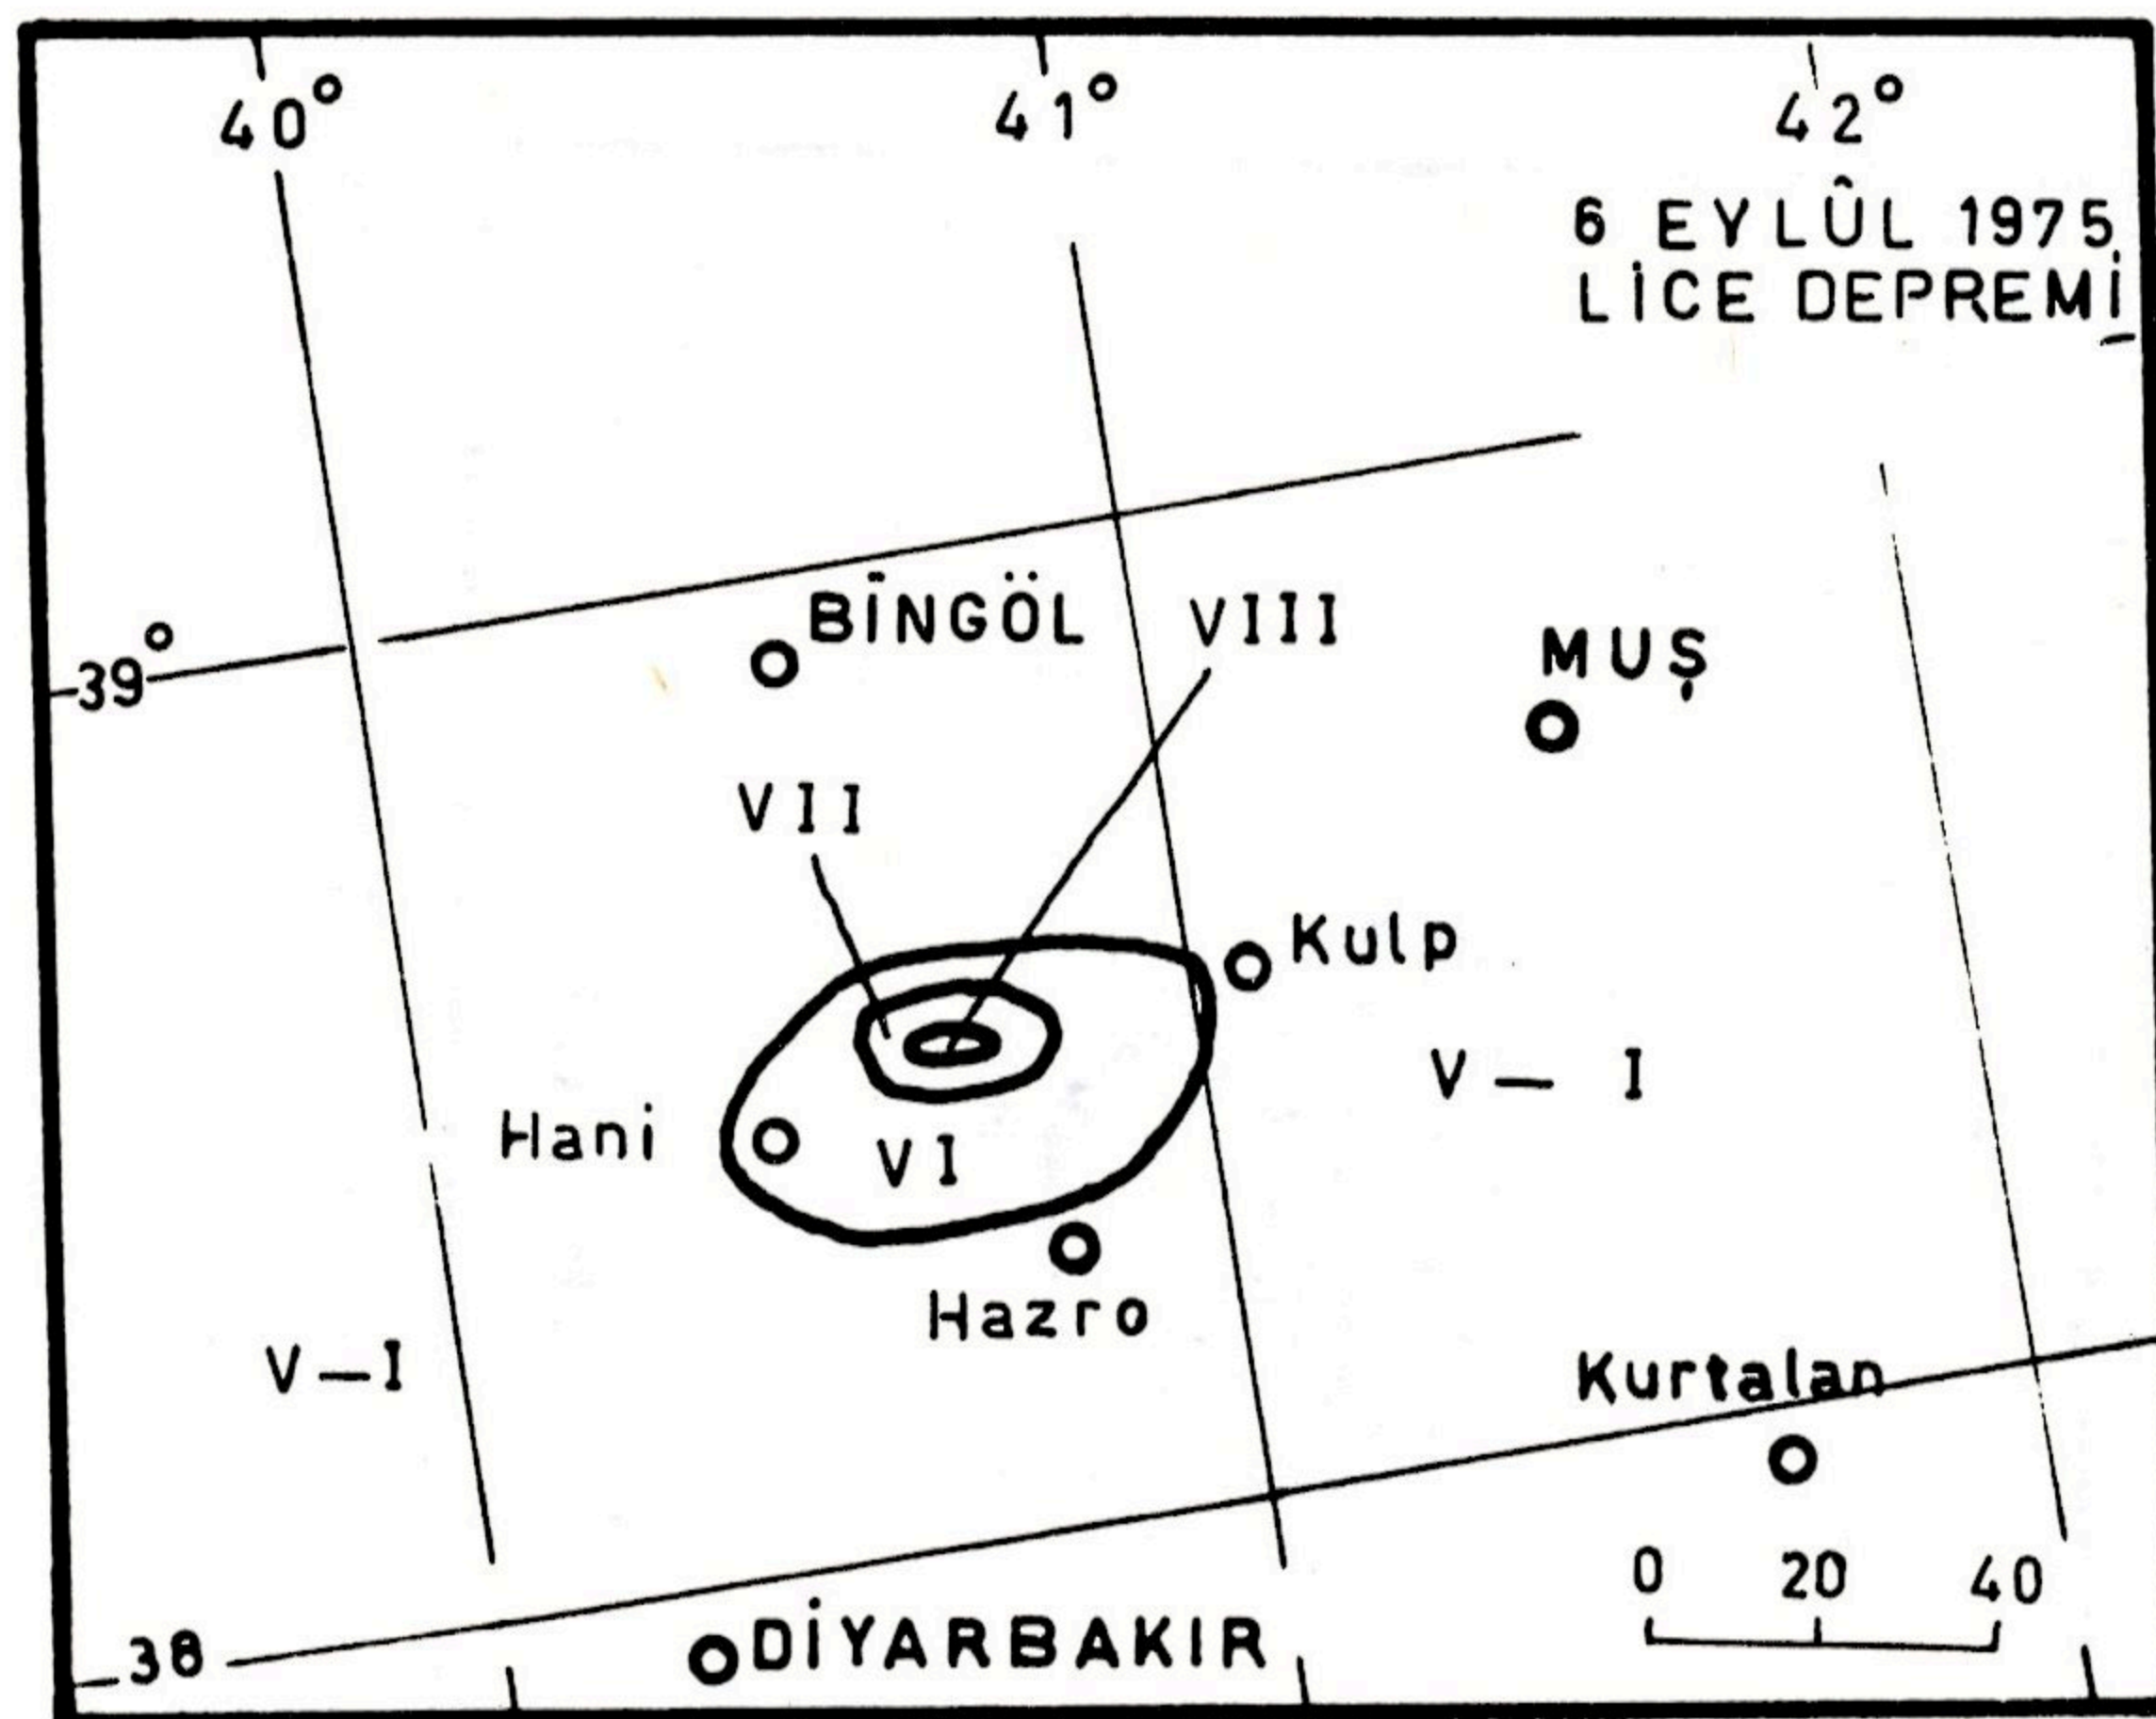 40° 41° 42°
6 EYLÛL 1975
LİCE DEPREMİ
BİNGÖL
VIII
MUŞ
39°
VII
Kulp
V — I
Hani
VI
Hazro
V—I
Kurtalan
0 20 40
38
DİYARBAKIR